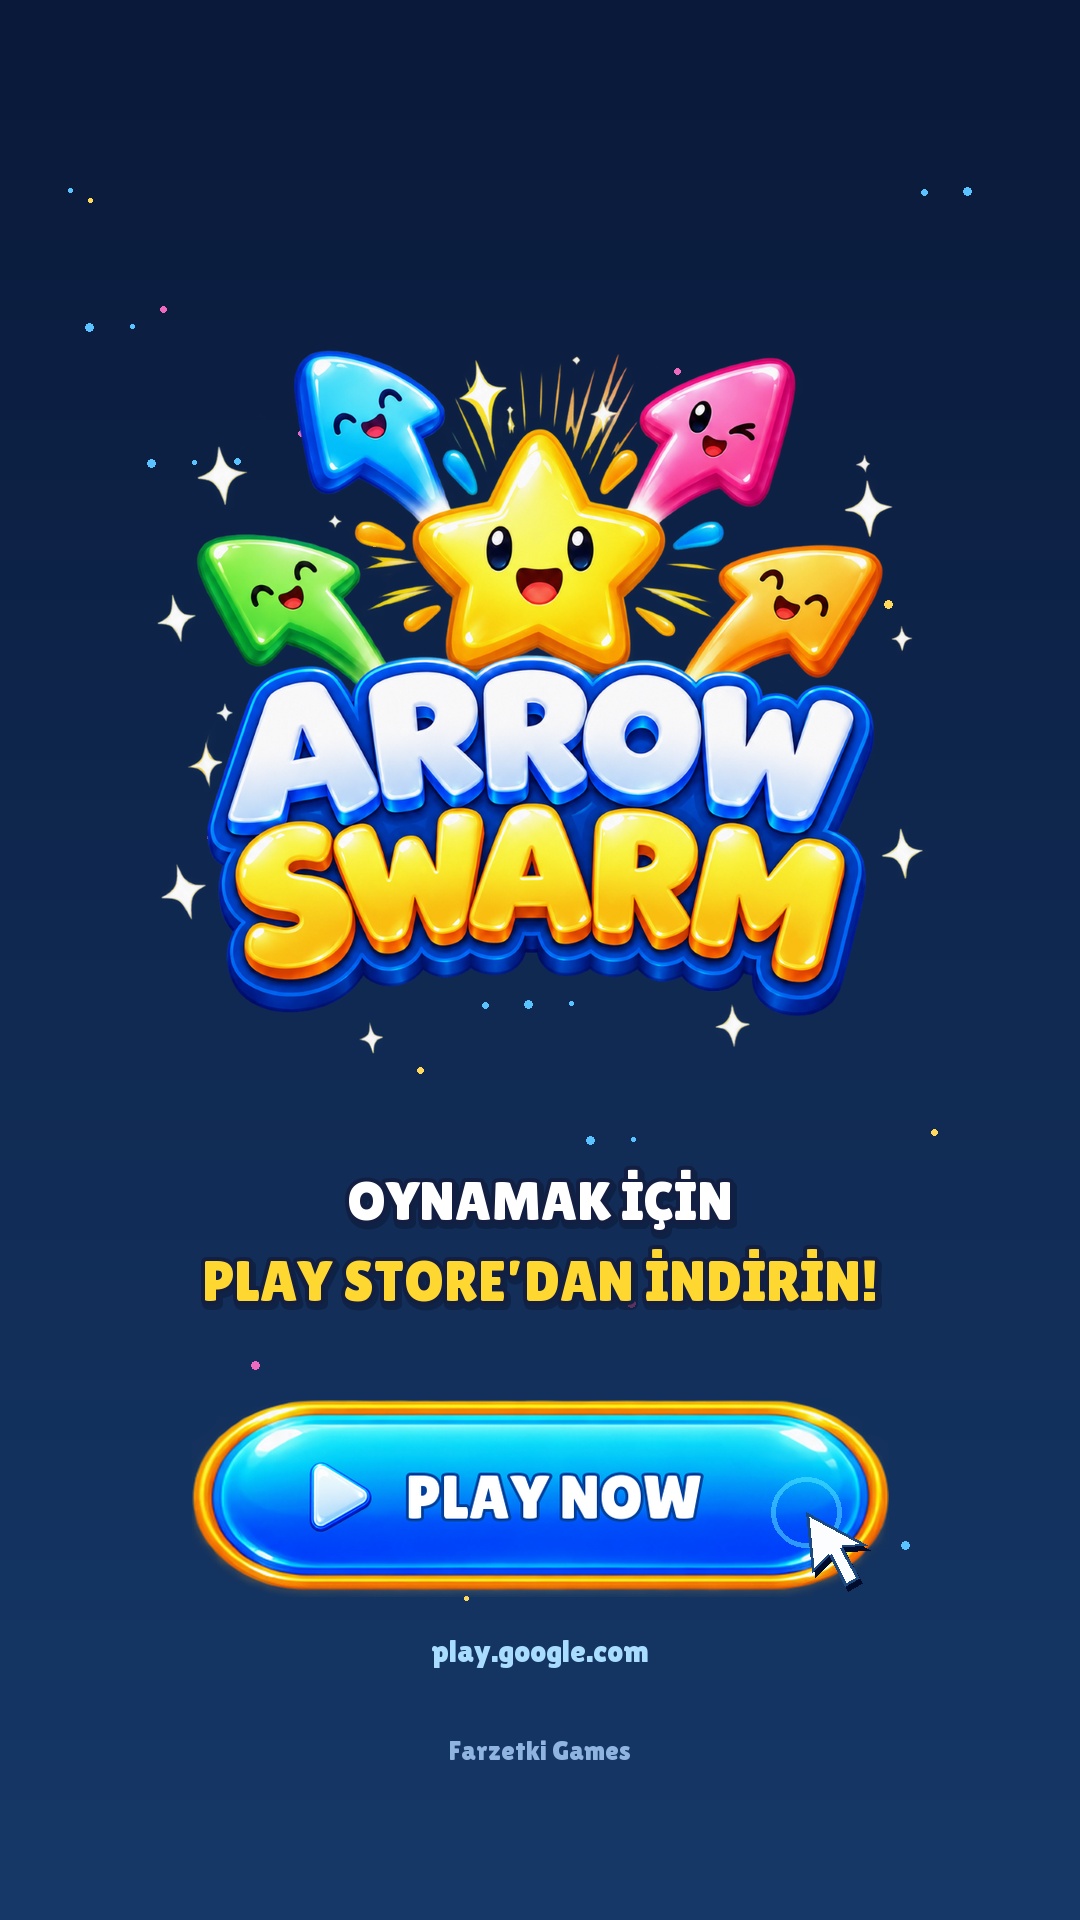 ARROW
SWARM
OYNAMAK İÇİN
PLAY STORE'DAN İNDİRİN!
PLAY NOW
play.google.com
Farzetki Games